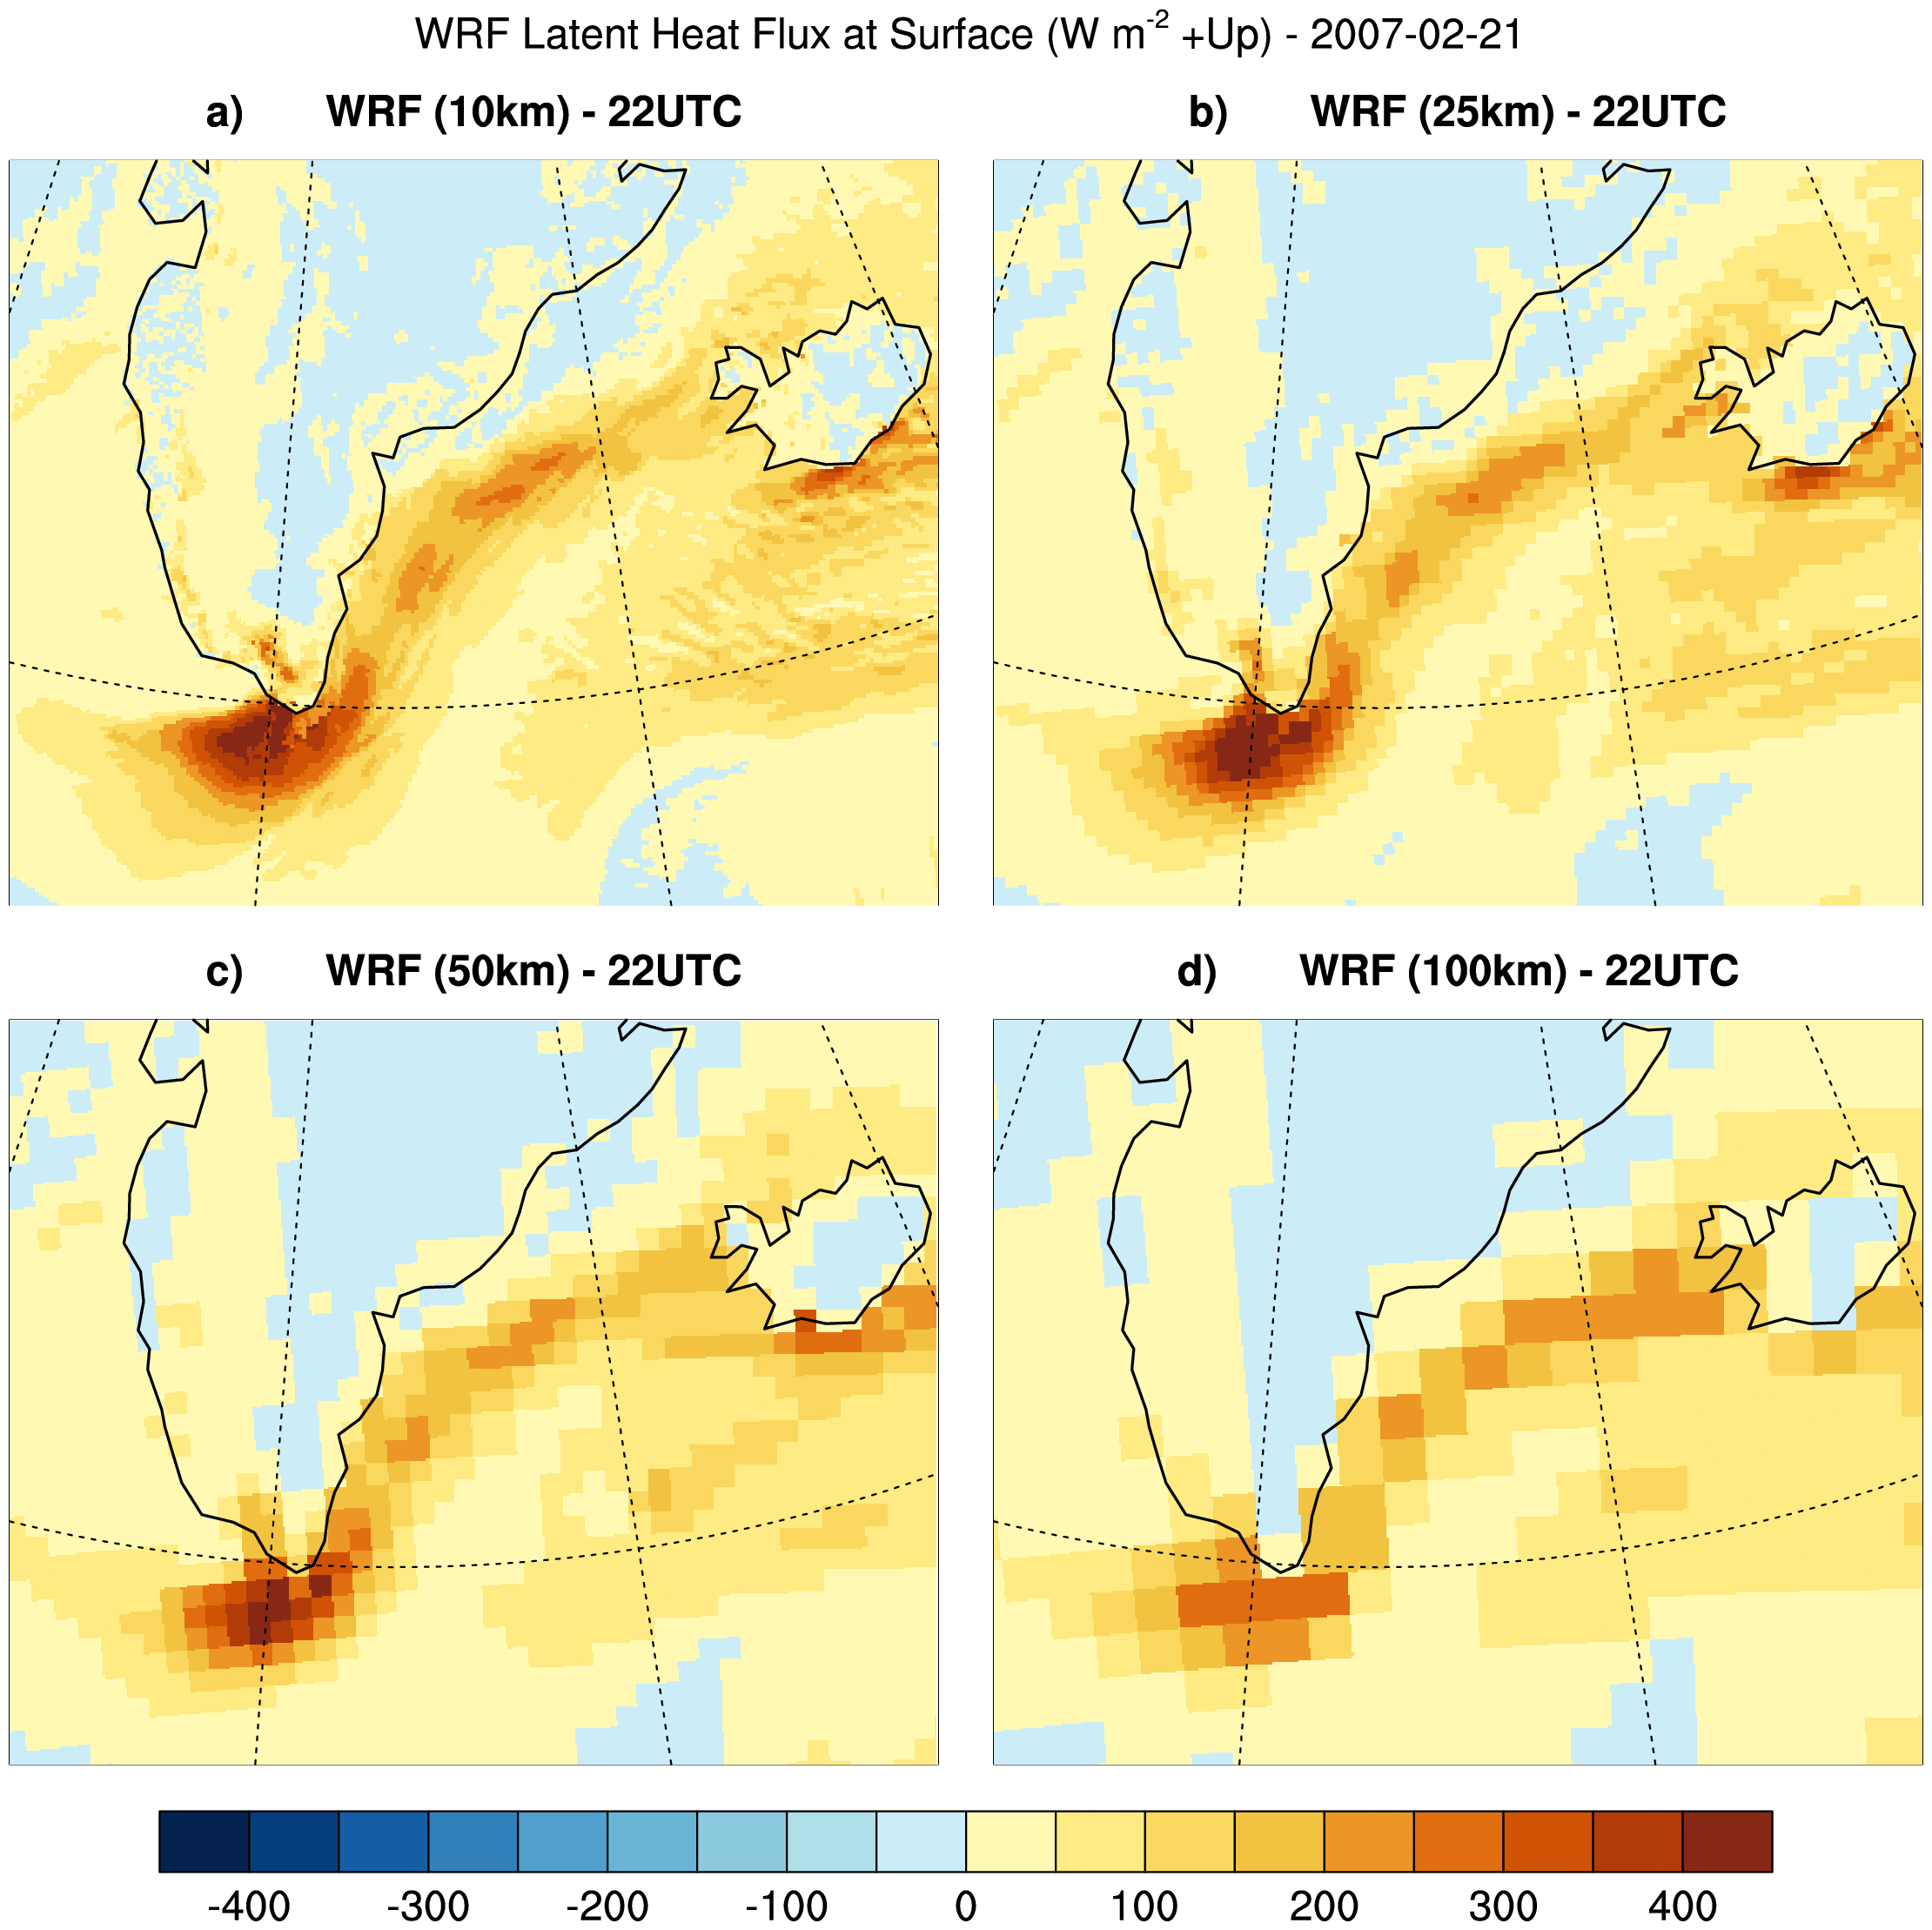 WRF Latent Heat Flux at Surface (W m-2 +Up) - 2007-02-21
a) WRF (10km) - 22UTC
b) WRF (25km) - 22UTC
c) WRF (50km) - 22UTC
d) WRF (100km) - 22UTC
-400 -300 -200 -100 0 100 200 300 400